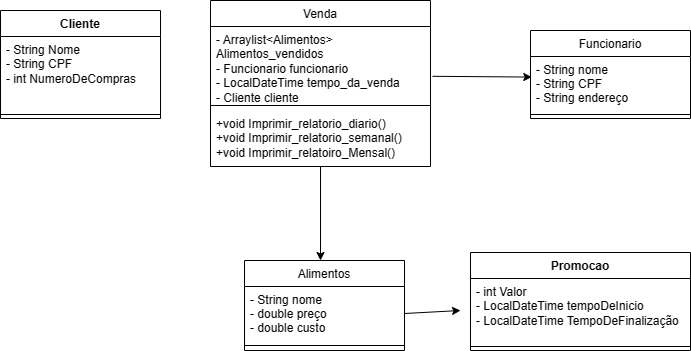 Cliente
- String Nome
- String CPF
- int NumeroDeCompras
Venda
- Arraylist<Alimentos>
Alimentos_vendidos
- Funcionario funcionario
- LocalDateTime tempo_da_venda
- Cliente cliente
+void Imprimir_relatorio_diario()
+void Imprimir_relatorio_semanal()
+void Imprimir_relatoiro_Mensal()
Funcionario
- String nome
- String CPF
- String endereço
Alimentos
- String nome
- double preço
- double custo
Promocao
- int Valor
- LocalDateTime tempoDeInicio
- LocalDateTime TempoDeFinalização